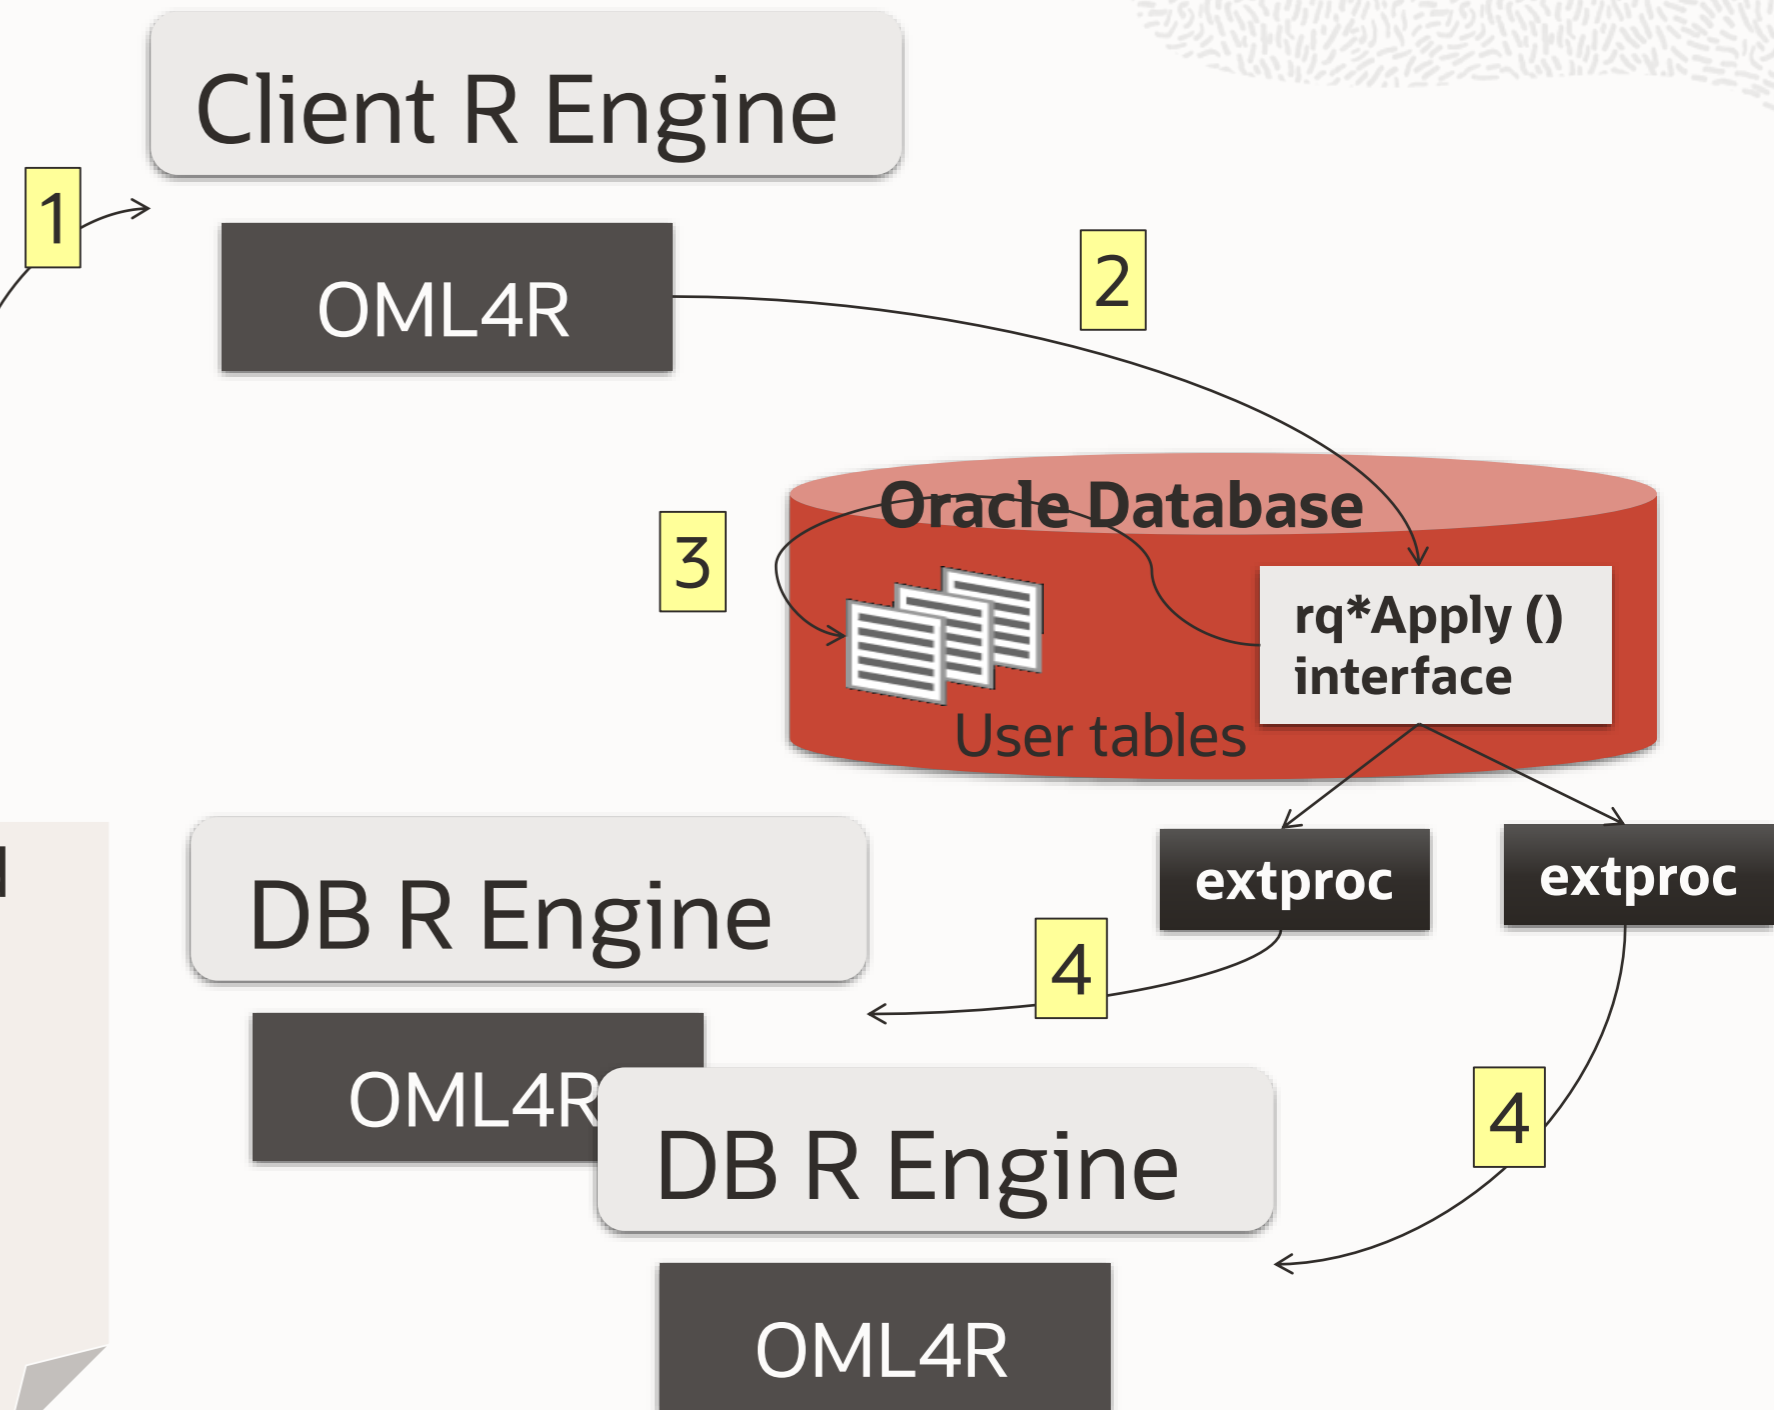 Client R Engine
1
OML4R
2
Oracle Database
3
rq*Apply ()
interface
User tables
extproc
extproc
DB R Engine
4
OML4R
4
DB R Engine
OML4R